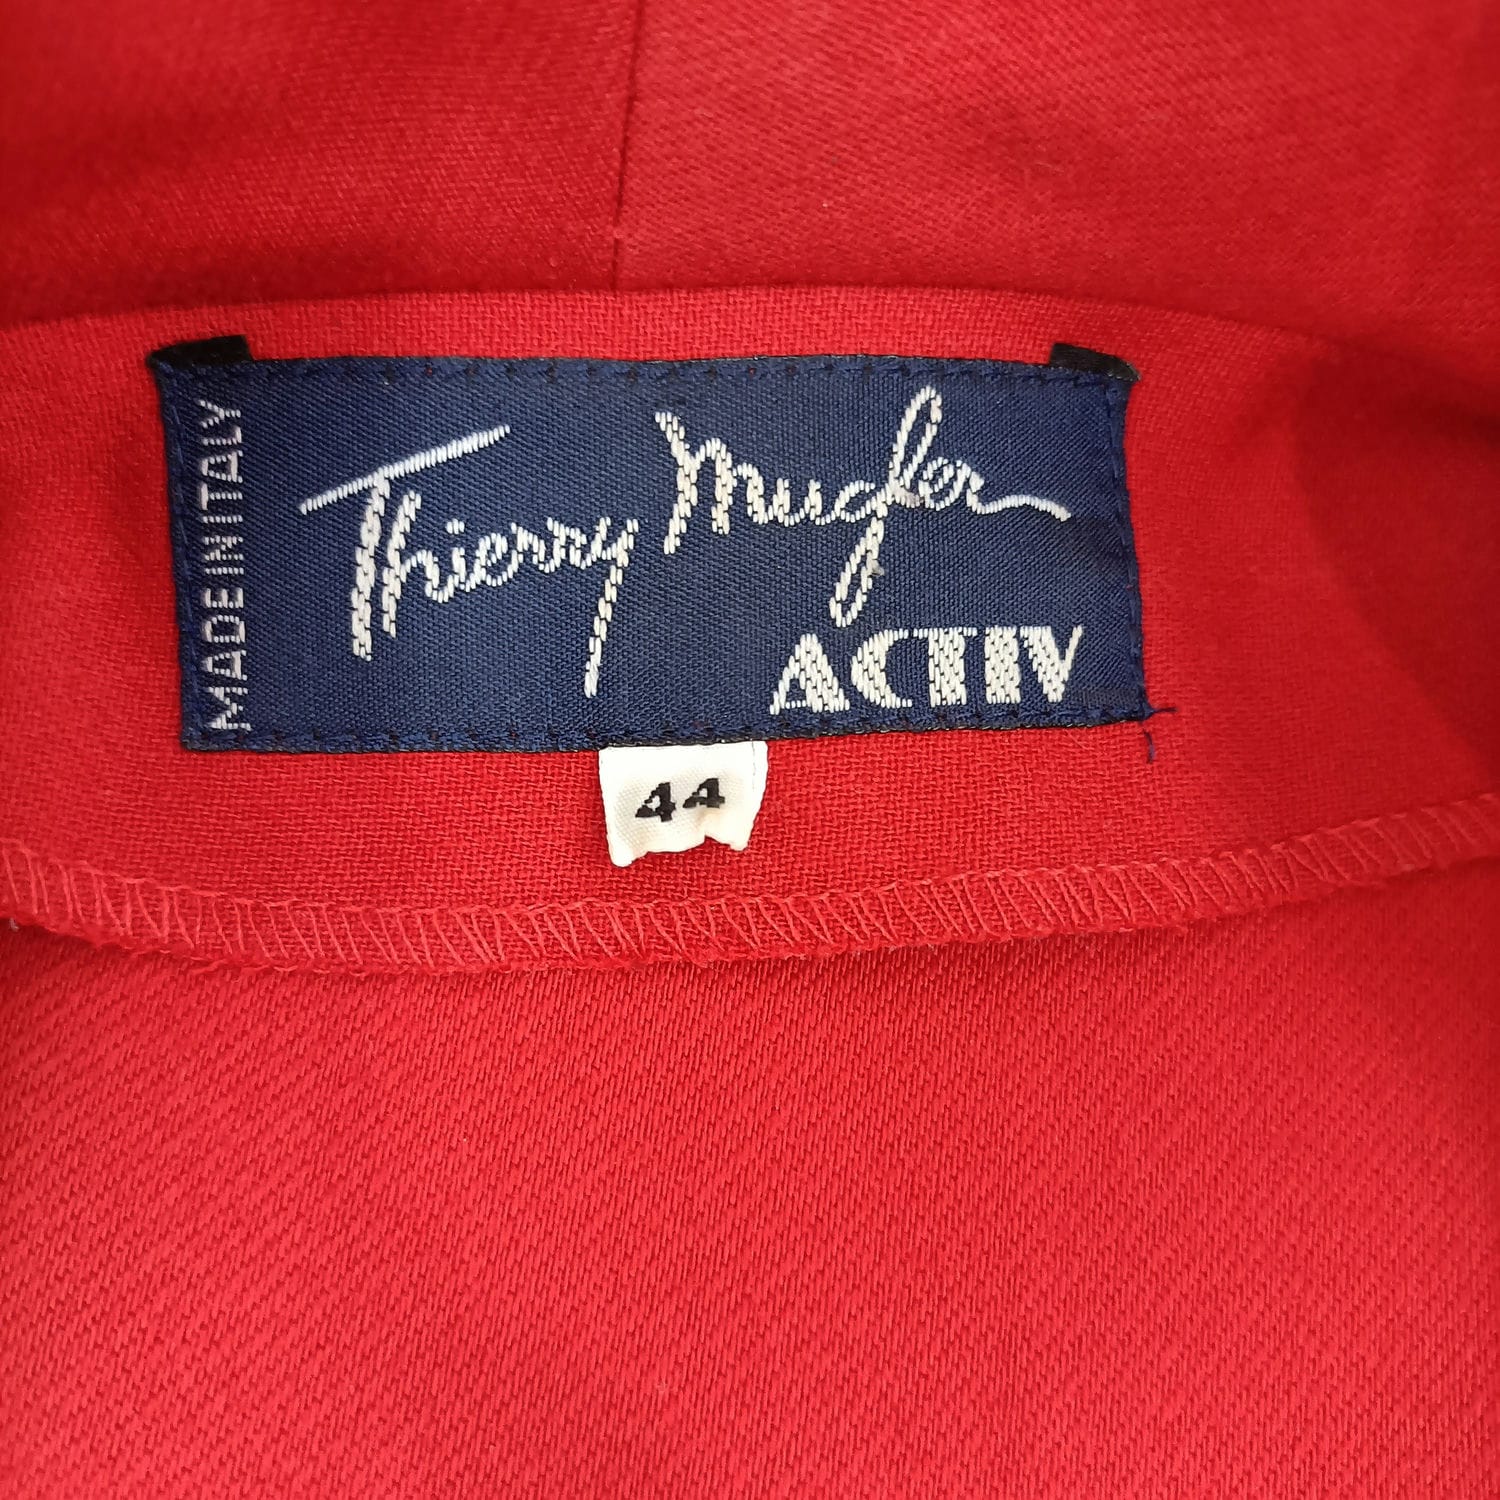 MADE IN ITALY
Thierry Mugler
ACTIV
44